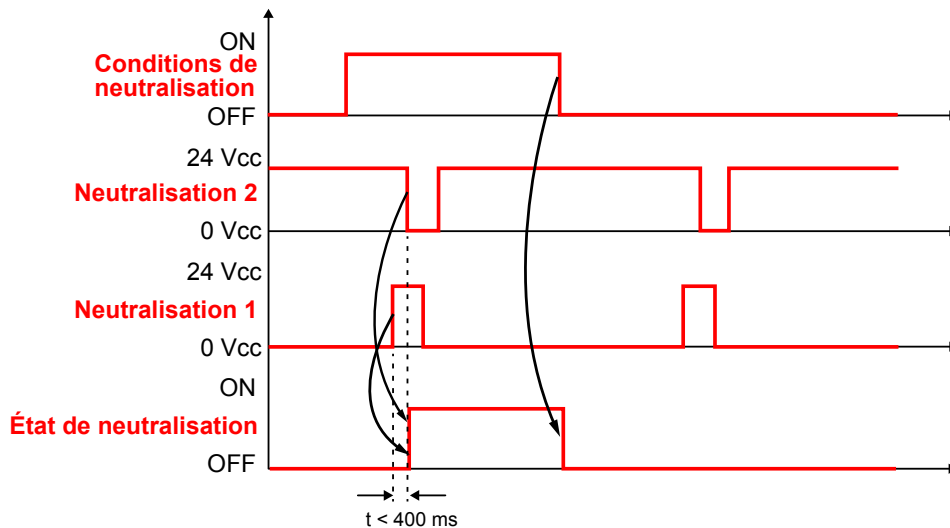 ON
Conditions de
neutralisation
OFF
24 Vcc
Neutralisation 2
0 Vcc
24 Vcc
Neutralisation 1
0 Vcc
ON
État de neutralisation
OFF
t < 400 ms